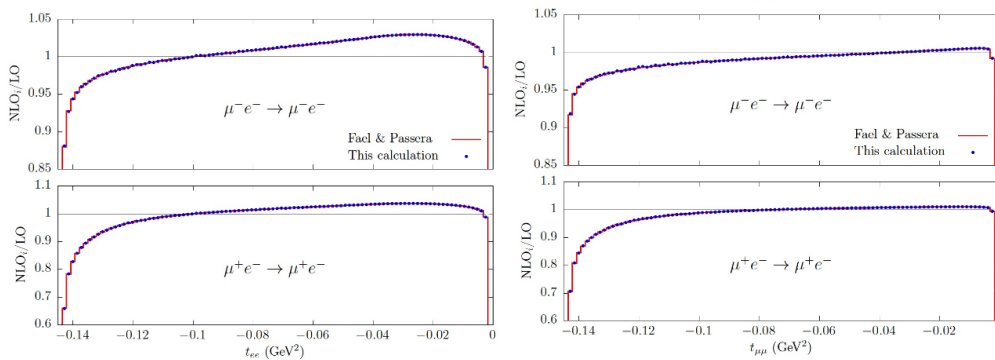 1.05
1
0.95
0.9
0.85
NLO_i/LO
μ⁻e⁻ → μ⁻e⁻
Fael & Passera
This calculation
1.1
1
0.9
0.8
0.7
0.6
NLO_i/LO
μ⁺e⁻ → μ⁺e⁻
−0.14 −0.12 −0.1 −0.08 −0.06 −0.04 −0.02 0
t_ee (GeV²)
1.05
1
0.95
0.9
0.85
NLO_i/LO
μ⁻e⁻ → μ⁻e⁻
Fael & Passera
This calculation
1.1
1
0.9
0.8
0.7
0.6
NLO_i/LO
μ⁺e⁻ → μ⁺e⁻
−0.14 −0.12 −0.1 −0.08 −0.06 −0.04 −0.02
t_μμ (GeV²)